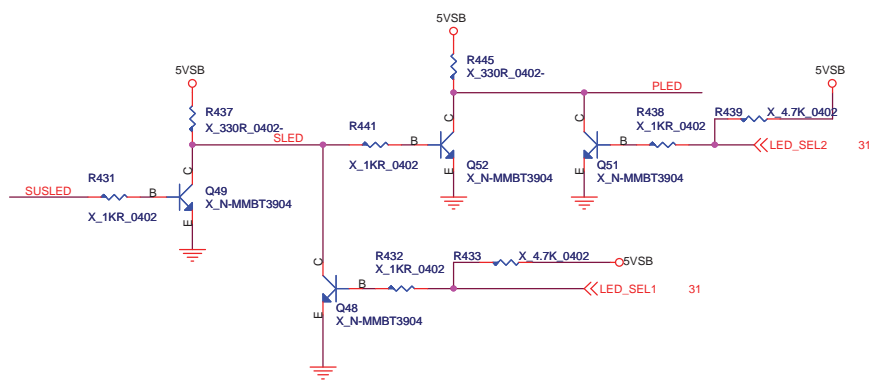 5VSB
R445
X_330R_0402-
PLED
5VSB
R437
X_330R_0402-
SLED
R441
X_1KR_0402
B
C
E
Q52
X_N-MMBT3904
C
E
B
Q51
X_N-MMBT3904
R438
X_1KR_0402
R439
X_4.7K_0402
5VSB
LED_SEL2
31
SUSLED
R431
X_1KR_0402
B
C
E
Q49
X_N-MMBT3904
C
E
B
Q48
X_N-MMBT3904
R432
X_1KR_0402
R433
X_4.7K_0402
5VSB
LED_SEL1
31